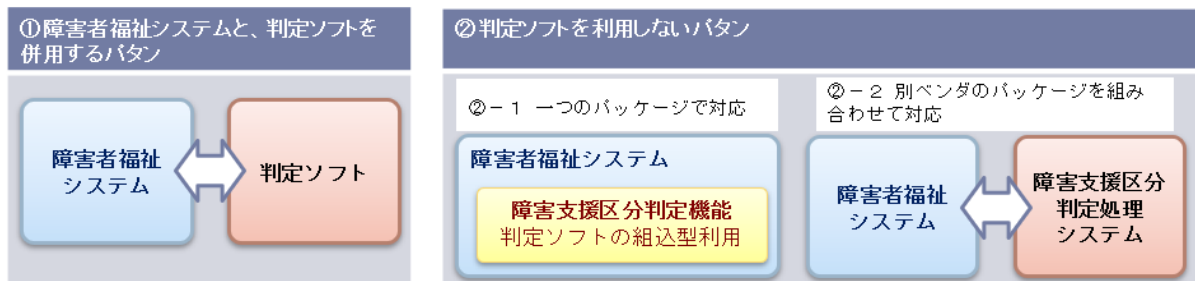 ①障害者福祉システムと、判定ソフトを
併用するパタン
障害者福祉
システム
判定ソフト
②判定ソフトを利用しないパタン
②－１ 一つのパッケージで対応
障害者福祉システム
障害支援区分判定機能
判定ソフトの組込型利用
②－２ 別ベンダのパッケージを組み
合わせて対応
障害者福祉
システム
障害支援区分
判定処理
システム